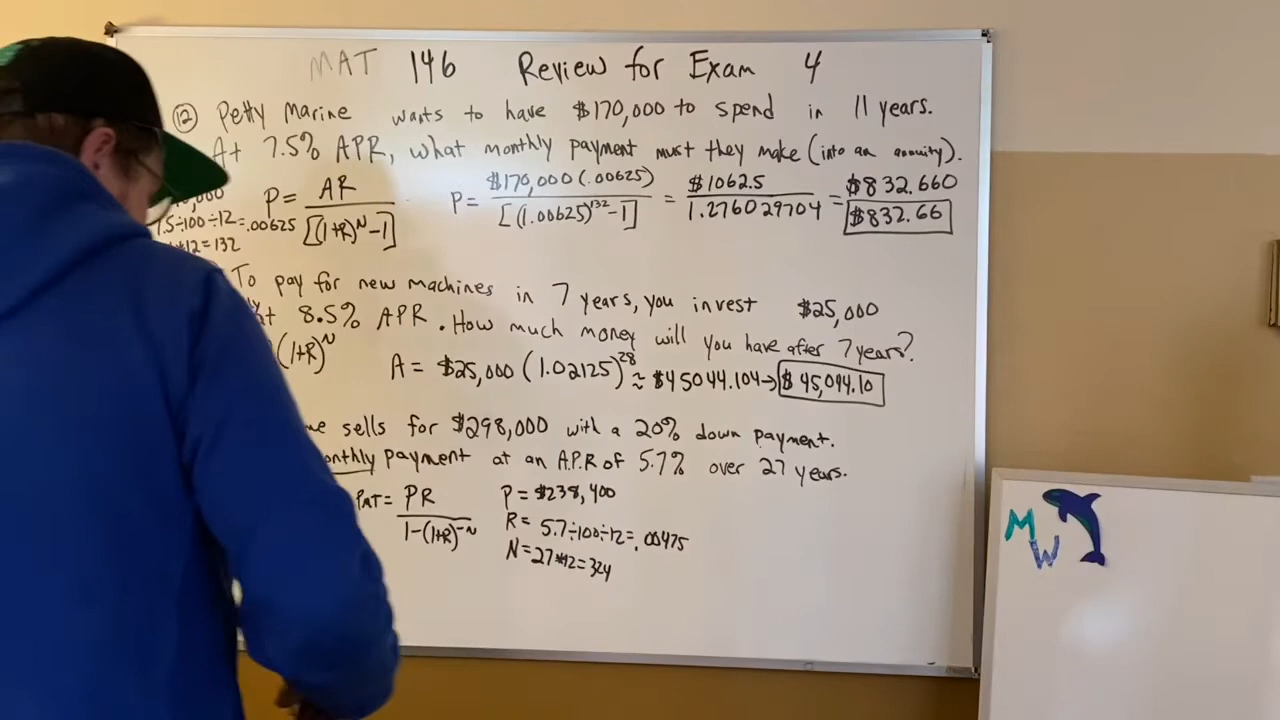 MAT 146 Review for Exam 4
⑫ Petty Marine wants to have $170,000 to spend in 11 years.
At 7.5% APR, what monthly payment must they make (into an annuity).
P = AR / [(1+R)^N -1]
P = $170,000 (.00625) / [(1.00625)^132 -1] = $1062.5 / 1.276029704 = $832.660
$832.66
7.5÷100÷12=.00625
*12=132
To pay for new machines in 7 years, you invest $25,000
At 8.5% APR. How much money will you have after 7 years?
(1+R)^N
A = $25,000 (1.02125)^28 ≈ $45044.104 → $45,044.10
sells for $298,000 with a 20% down payment.
payment at an A.P.R of 5.7% over 27 years.
PMT = PR / 1-(1+R)^-N
P = $238,400
R = 5.7÷100÷12=.00475
N = 27*12=324
MW